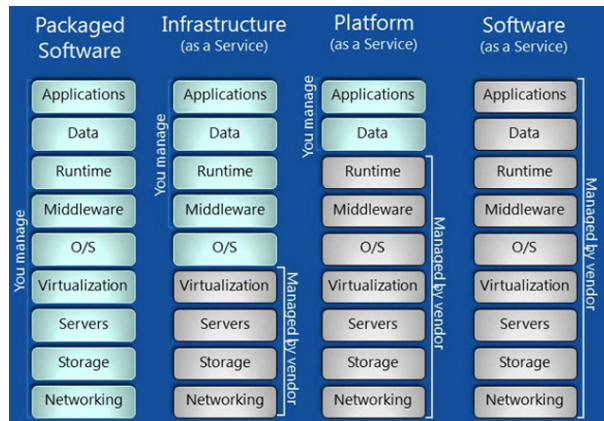 Packaged
Software
You manage
Applications
Data
Runtime
Middleware
O/S
Virtualization
Servers
Storage
Networking
Infrastructure
(as a Service)
You manage
Applications
Data
Runtime
Middleware
O/S
Virtualization
Servers
Storage
Networking
Managed by vendor
Platform
(as a Service)
You manage
Applications
Data
Runtime
Middleware
O/S
Virtualization
Servers
Storage
Networking
Managed by vendor
Software
(as a Service)
Applications
Data
Runtime
Middleware
O/S
Virtualization
Servers
Storage
Networking
Managed by vendor